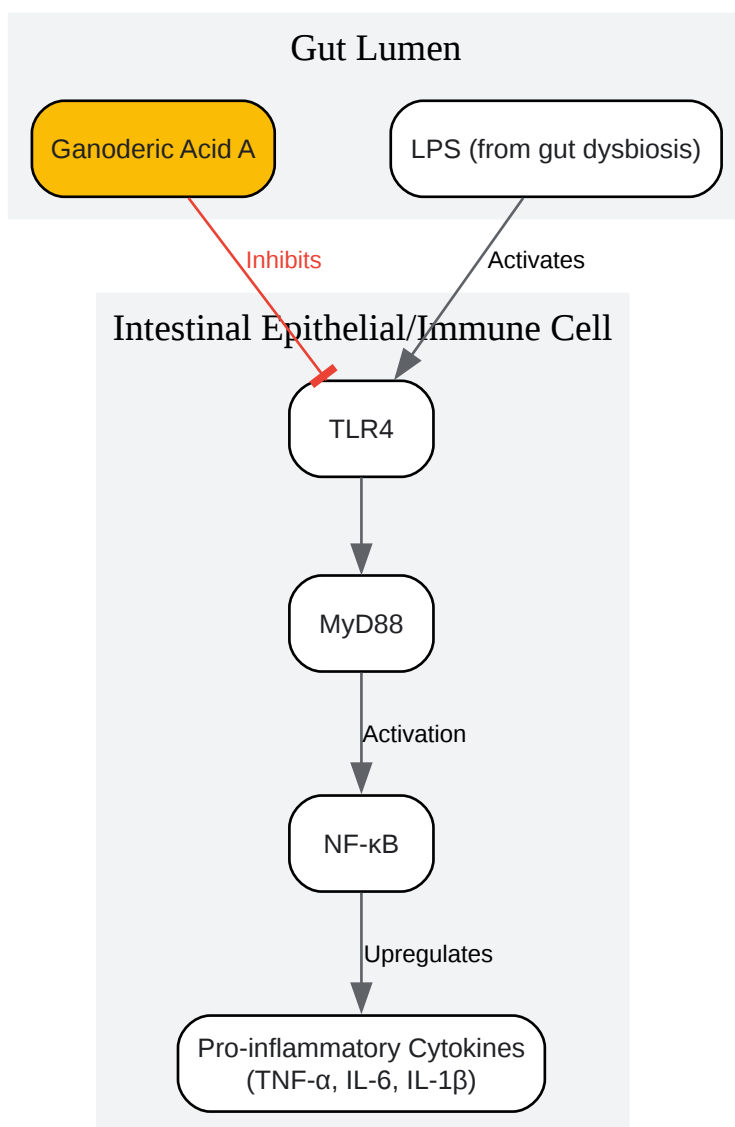 Gut Lumen
Ganoderic Acid A
LPS (from gut dysbiosis)
Inhibits
Activates
Intestinal Epithelial/Immune Cell
TLR4
MyD88
Activation
NF-κB
Upregulates
Pro-inflammatory Cytokines
(TNF-α, IL-6, IL-1β)